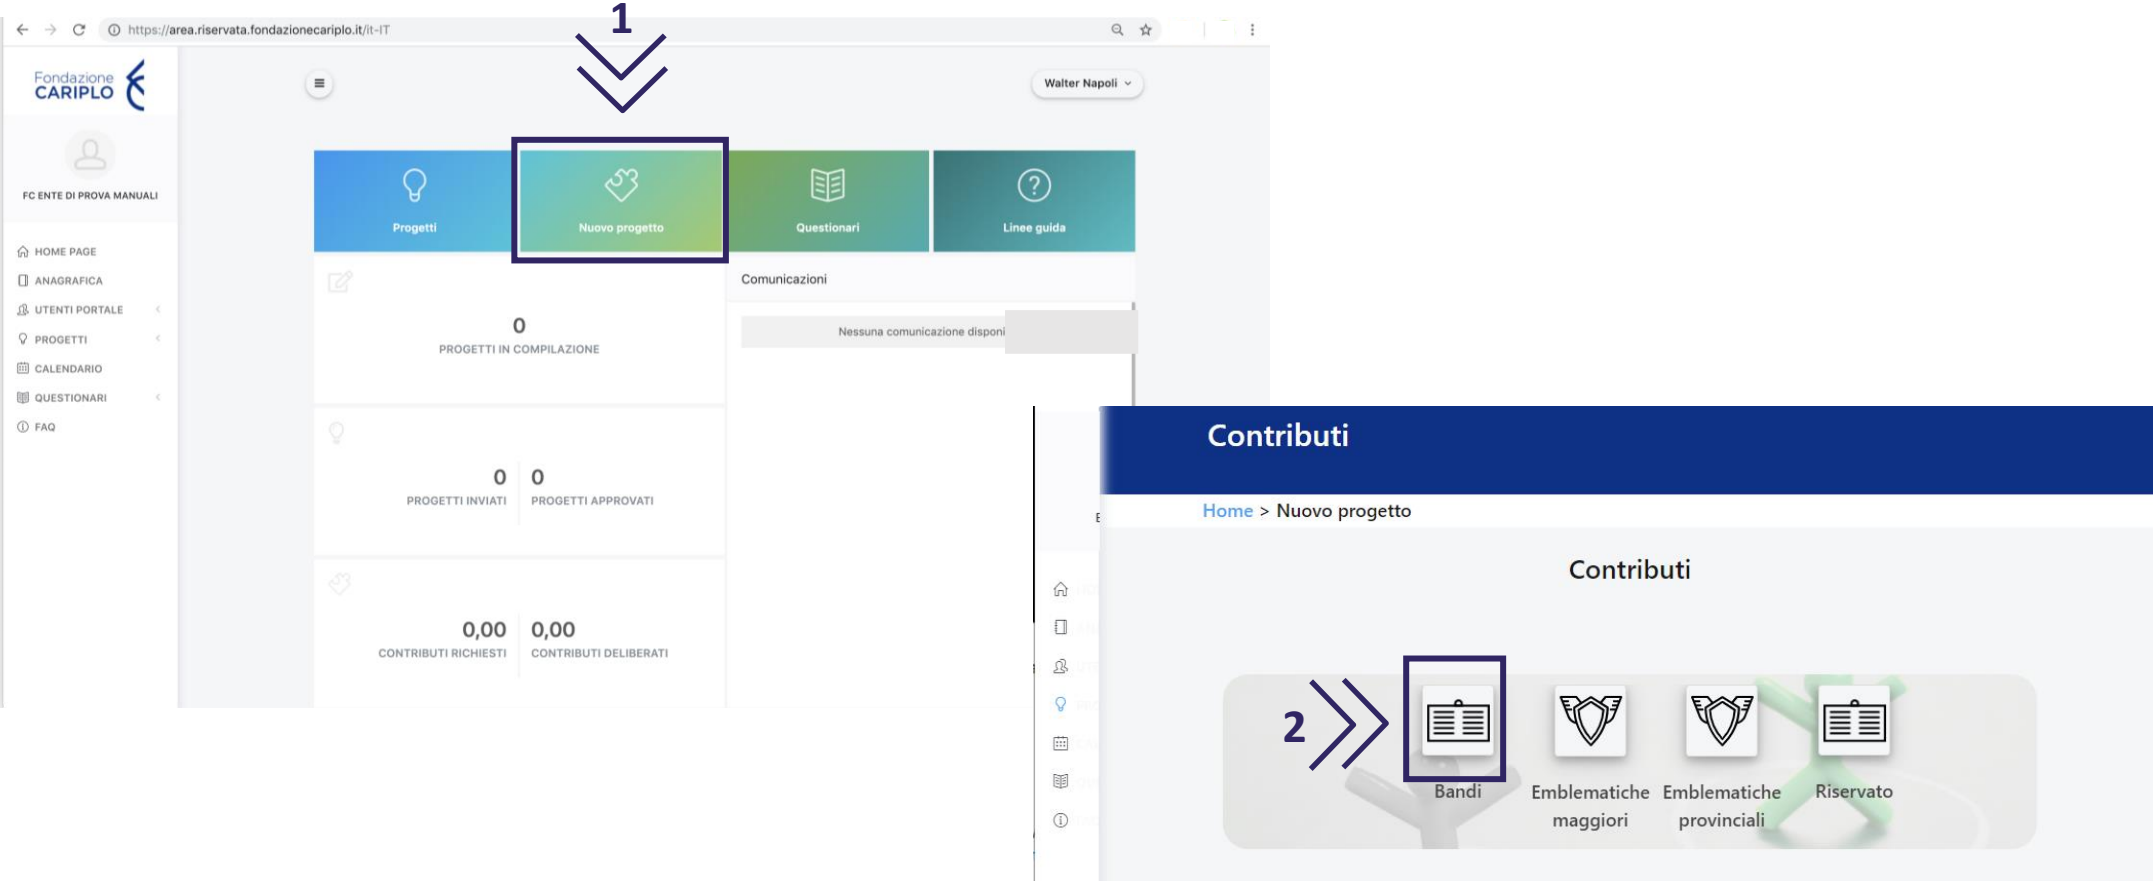 1
https://area.riservata.fondazionecariplo.it/it-IT
Fondazione
CARIPLO
Walter Napoli
FC ENTE DI PROVA MANUALI
HOME PAGE
ANAGRAFICA
UTENTI PORTALE
PROGETTI
CALENDARIO
QUESTIONARI
FAQ
Progetti
Nuovo progetto
Questionari
Linee guida
0
PROGETTI IN COMPILAZIONE
Comunicazioni
Nessuna comunicazione disponi
0 0
PROGETTI INVIATI PROGETTI APPROVATI
0,00 0,00
CONTRIBUTI RICHIESTI CONTRIBUTI DELIBERATI
Contributi
Home > Nuovo progetto
Contributi
2
Bandi
Emblematiche
maggiori
Emblematiche
provinciali
Riservato